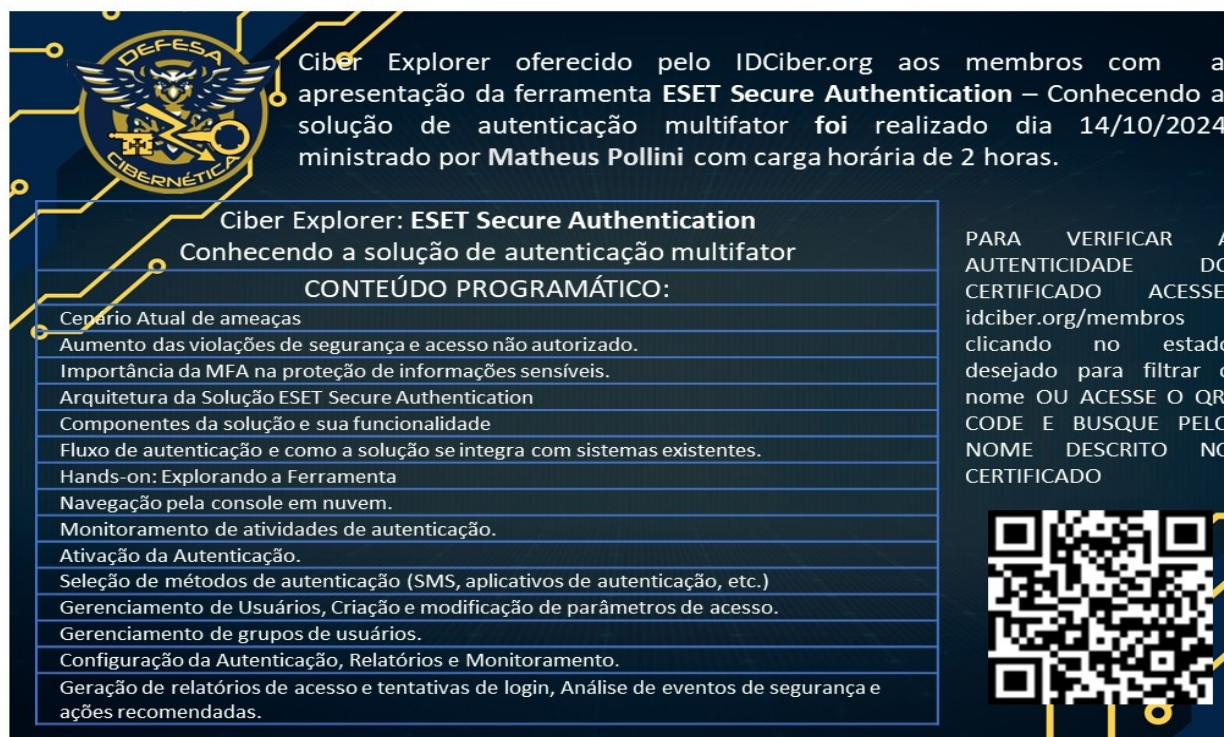 DEFESA
CIBERNÉTICA
Ciber Explorer oferecido pelo IDCiber.org aos membros com a
apresentação da ferramenta ESET Secure Authentication – Conhecendo a
solução de autenticação multifator foi realizado dia 14/10/2024
ministrado por Matheus Pollini com carga horária de 2 horas.
Ciber Explorer: ESET Secure Authentication
Conhecendo a solução de autenticação multifator
CONTEÚDO PROGRAMÁTICO:
Cenário Atual de ameaças
Aumento das violações de segurança e acesso não autorizado.
Importância da MFA na proteção de informações sensíveis.
Arquitetura da Solução ESET Secure Authentication
Componentes da solução e sua funcionalidade
Fluxo de autenticação e como a solução se integra com sistemas existentes.
Hands-on: Explorando a Ferramenta
Navegação pela console em nuvem.
Monitoramento de atividades de autenticação.
Ativação da Autenticação.
Seleção de métodos de autenticação (SMS, aplicativos de autenticação, etc.)
Gerenciamento de Usuários, Criação e modificação de parâmetros de acesso.
Gerenciamento de grupos de usuários.
Configuração da Autenticação, Relatórios e Monitoramento.
Geração de relatórios de acesso e tentativas de login, Análise de eventos de segurança e
ações recomendadas.
PARA VERIFICAR A
AUTENTICIDADE DO
CERTIFICADO ACESSE
idciber.org/membros
clicando no estado
desejado para filtrar o
nome OU ACESSE O QR
CODE E BUSQUE PELO
NOME DESCRITO NO
CERTIFICADO